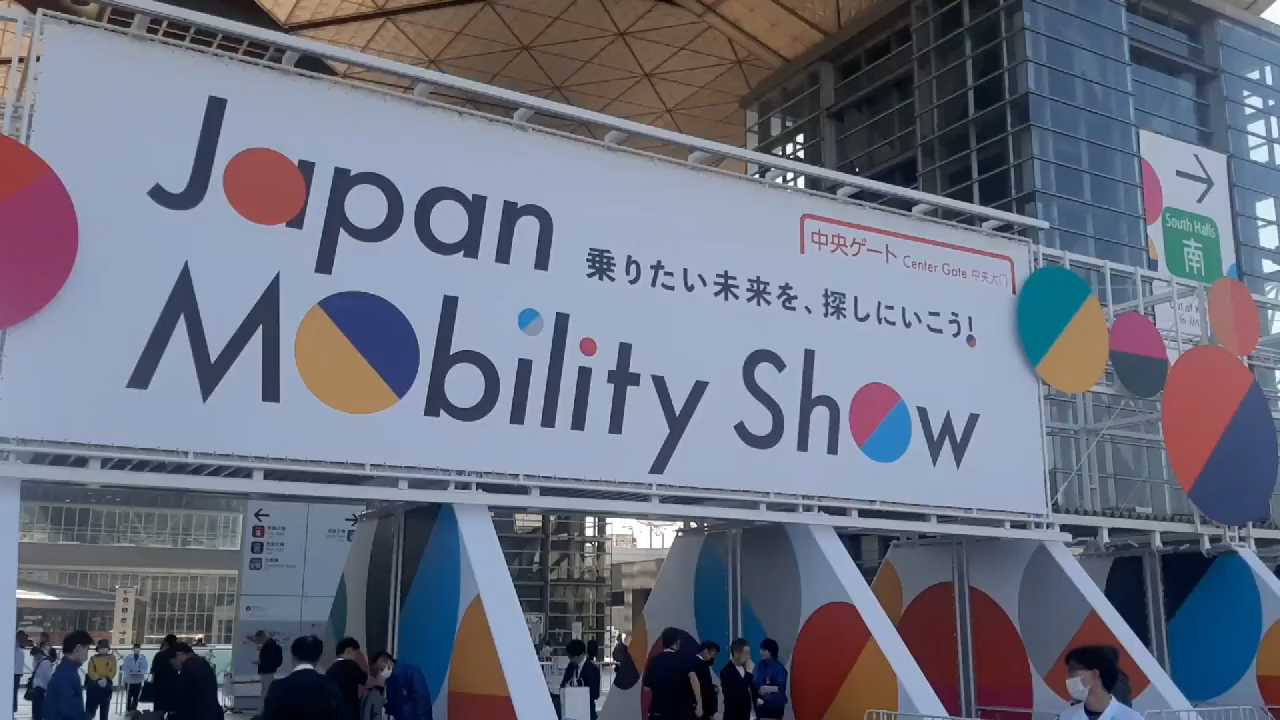 Japan
Mobility Show
乗りたい未来を、探しにいこう!
中央ゲート Center Gate 中央大门
South Halls
南